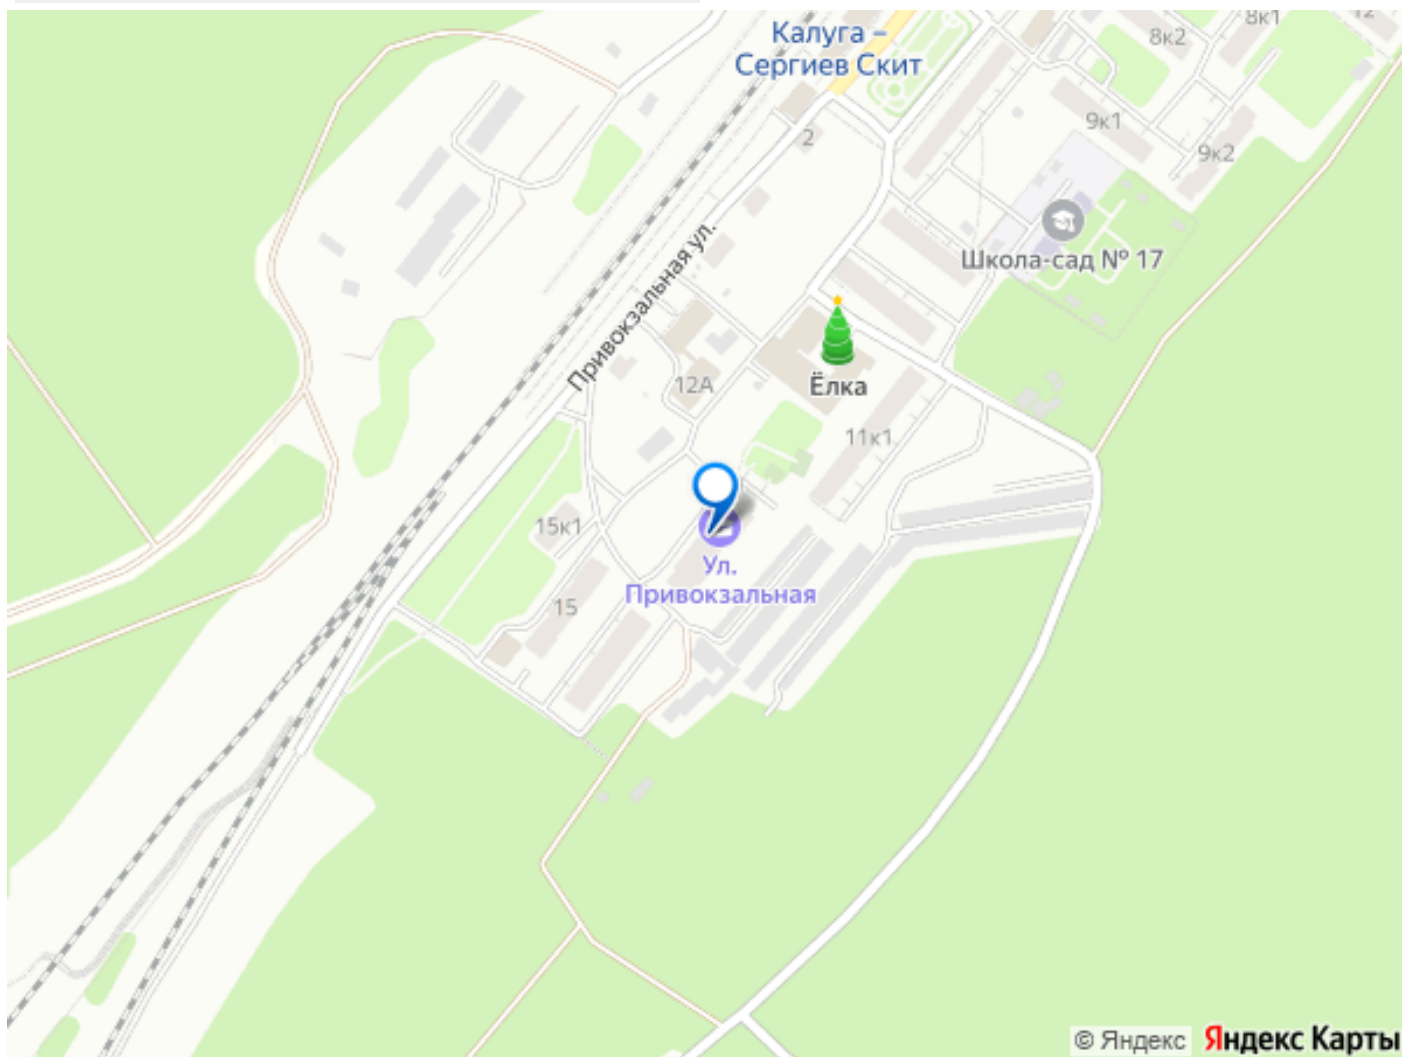 8к1
12
Калуга –
Сергиев Скит
8к2
9к1
9к2
2
Школа-сад № 17
Привокзальная ул.
Ёлка
12А
11к1
15к1
Ул.
Привокзальная
15
© Яндекс Яндекс Карты